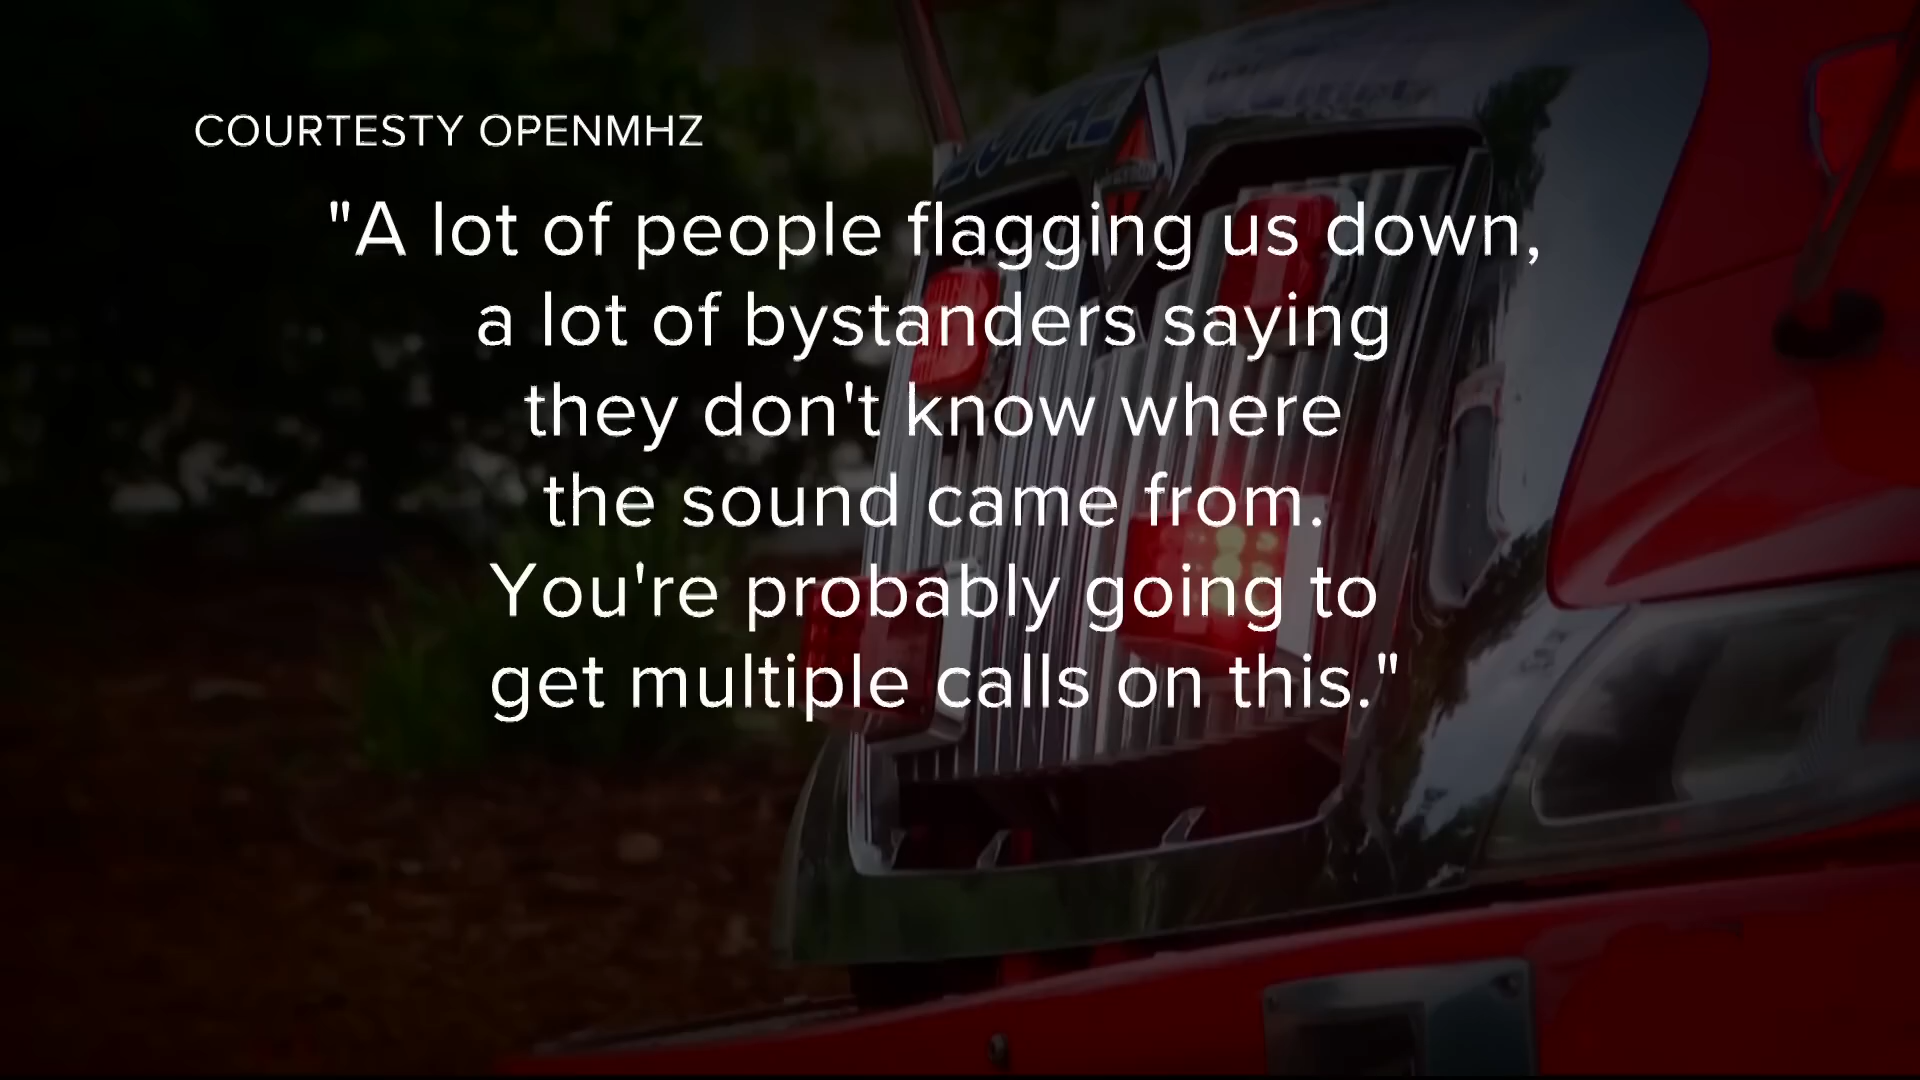 COURTESTY OPENMHZ
"A lot of people flagging us down,
a lot of bystanders saying
they don't know where
the sound came from.
You're probably going to
get multiple calls on this."